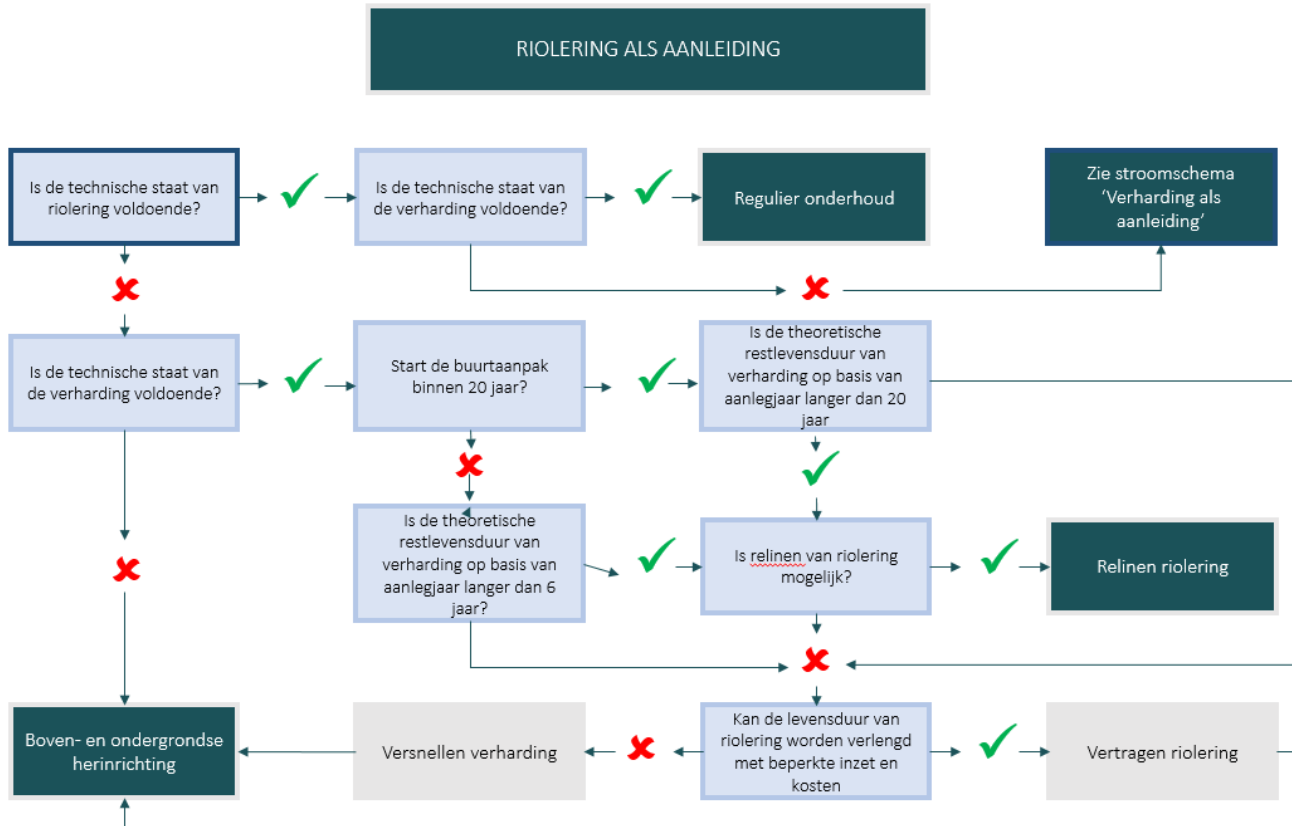 RIOLERING ALS AANLEIDING
Is de technische staat van
riolering voldoende?
Is de technische staat van
de verharding voldoende?
Regulier onderhoud
Zie stroomschema
‘Verharding als
aanleiding’
Is de technische staat van
de verharding voldoende?
Start de buurtaanpak
binnen 20 jaar?
Is de theoretische
restlevensduur van
verharding op basis van
aanlegjaar langer dan 20
jaar
Is de theoretische
restlevensduur van
verharding op basis van
aanlegjaar langer dan 6
jaar?
Is relinen van riolering
mogelijk?
Relinen riolering
Boven- en ondergrondse
herinrichting
Versnellen verharding
Kan de levensduur van
riolering worden verlengd
met beperkte inzet en
kosten
Vertragen riolering